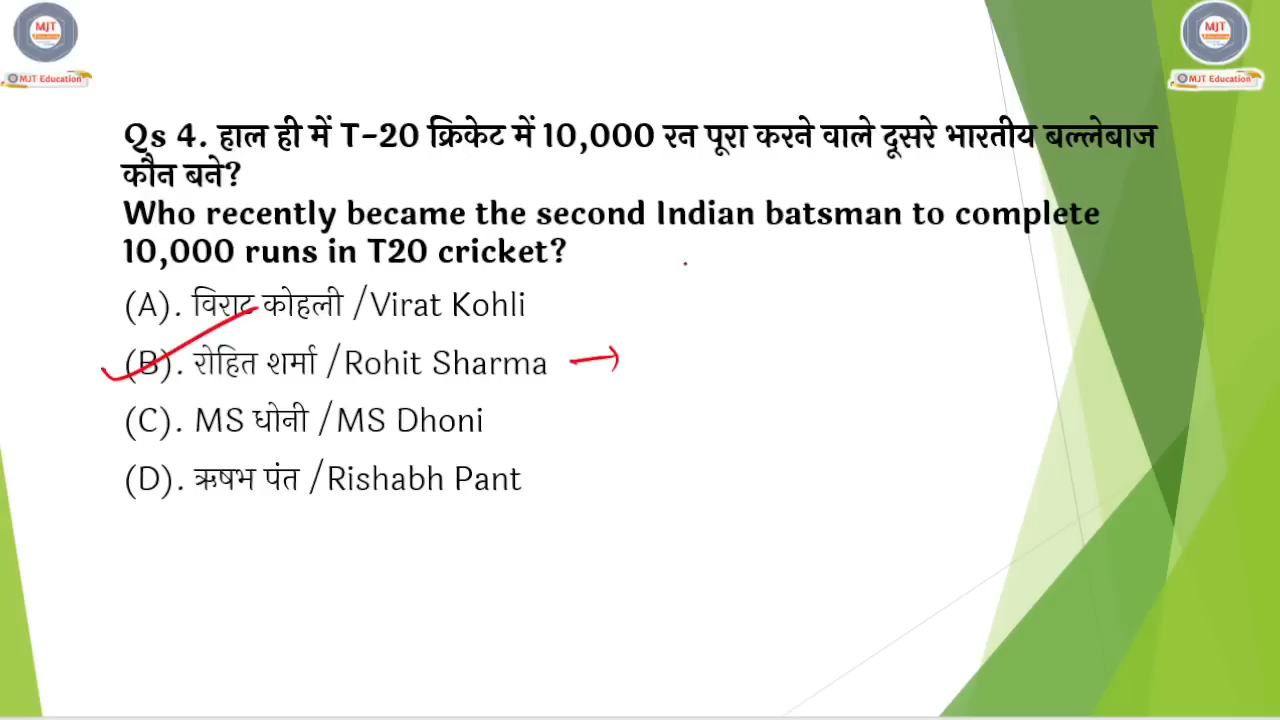 MJT
MJT Education
MJT
MJT Education
Qs 4. हाल ही में T-20 क्रिकेट में 10,000 रन पूरा करने वाले दूसरे भारतीय बल्लेबाज
कौन बने?
Who recently became the second Indian batsman to complete
10,000 runs in T20 cricket?
(A). विराट कोहली /Virat Kohli
(B). रोहित शर्मा /Rohit Sharma
(C). MS धोनी /MS Dhoni
(D). ऋषभ पंत /Rishabh Pant